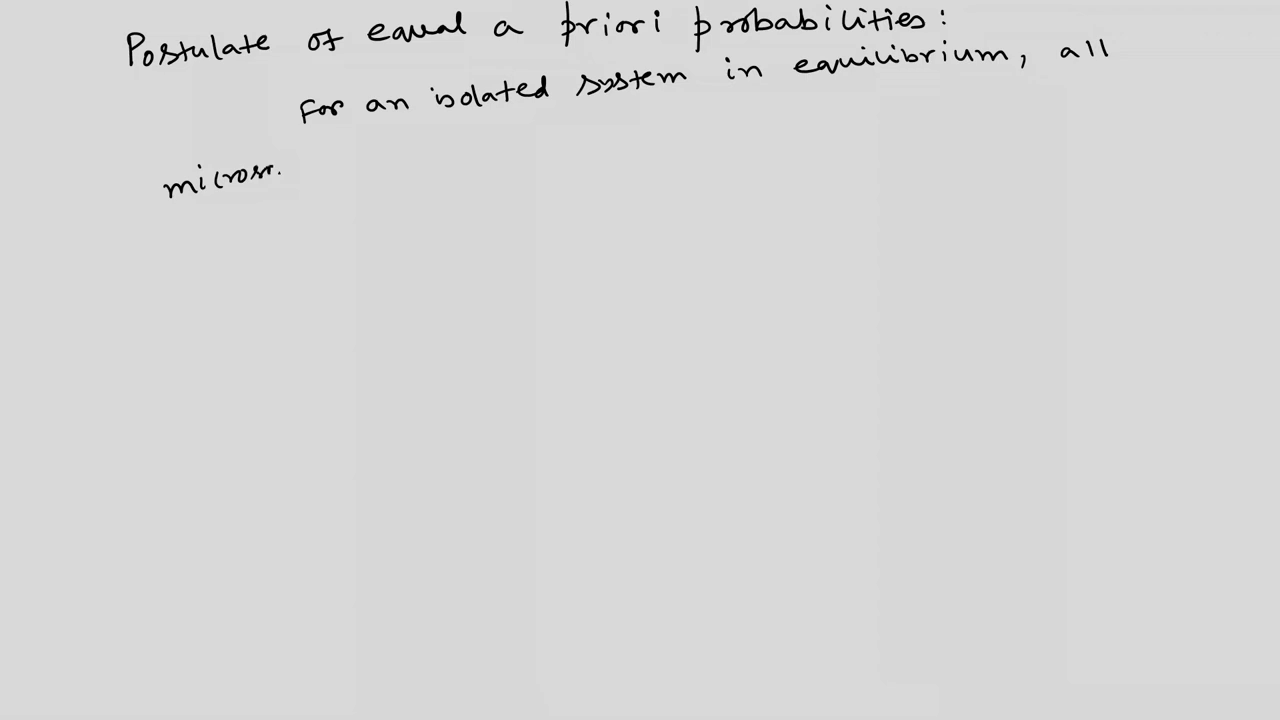 Postulate of equal a priori probabilities:
For an isolated system in equilibrium, all